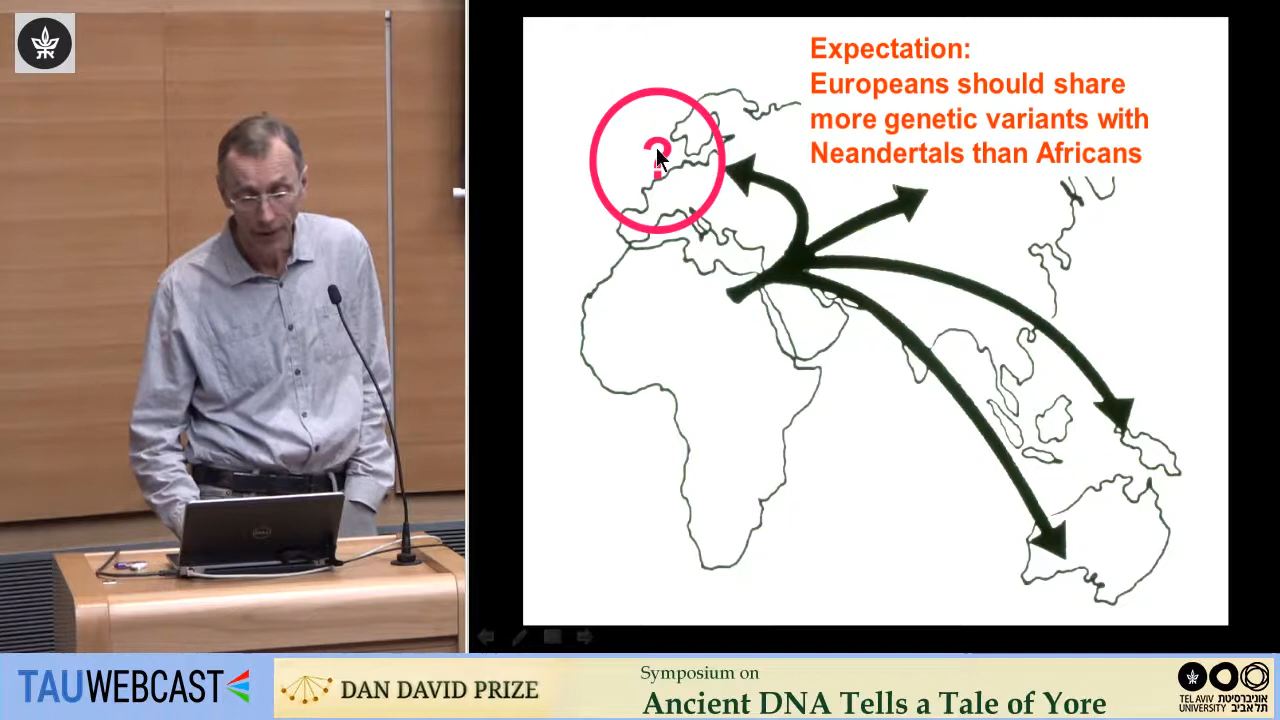 Expectation:
Europeans should share
more genetic variants with
Neandertals than Africans
?
DELL
TAUWEBCAST
DAN DAVID PRIZE
Symposium on
Ancient DNA Tells a Tale of Yore
TEL AVIV אוניברסיטת
UNIVERSITY תל אביב